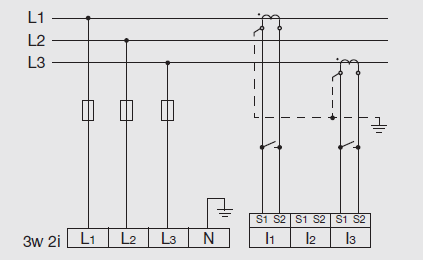 L1
L2
L3
S1 S2 S1 S2 S1 S2
3w 2i L1 L2 L3 N I1 I2 I3